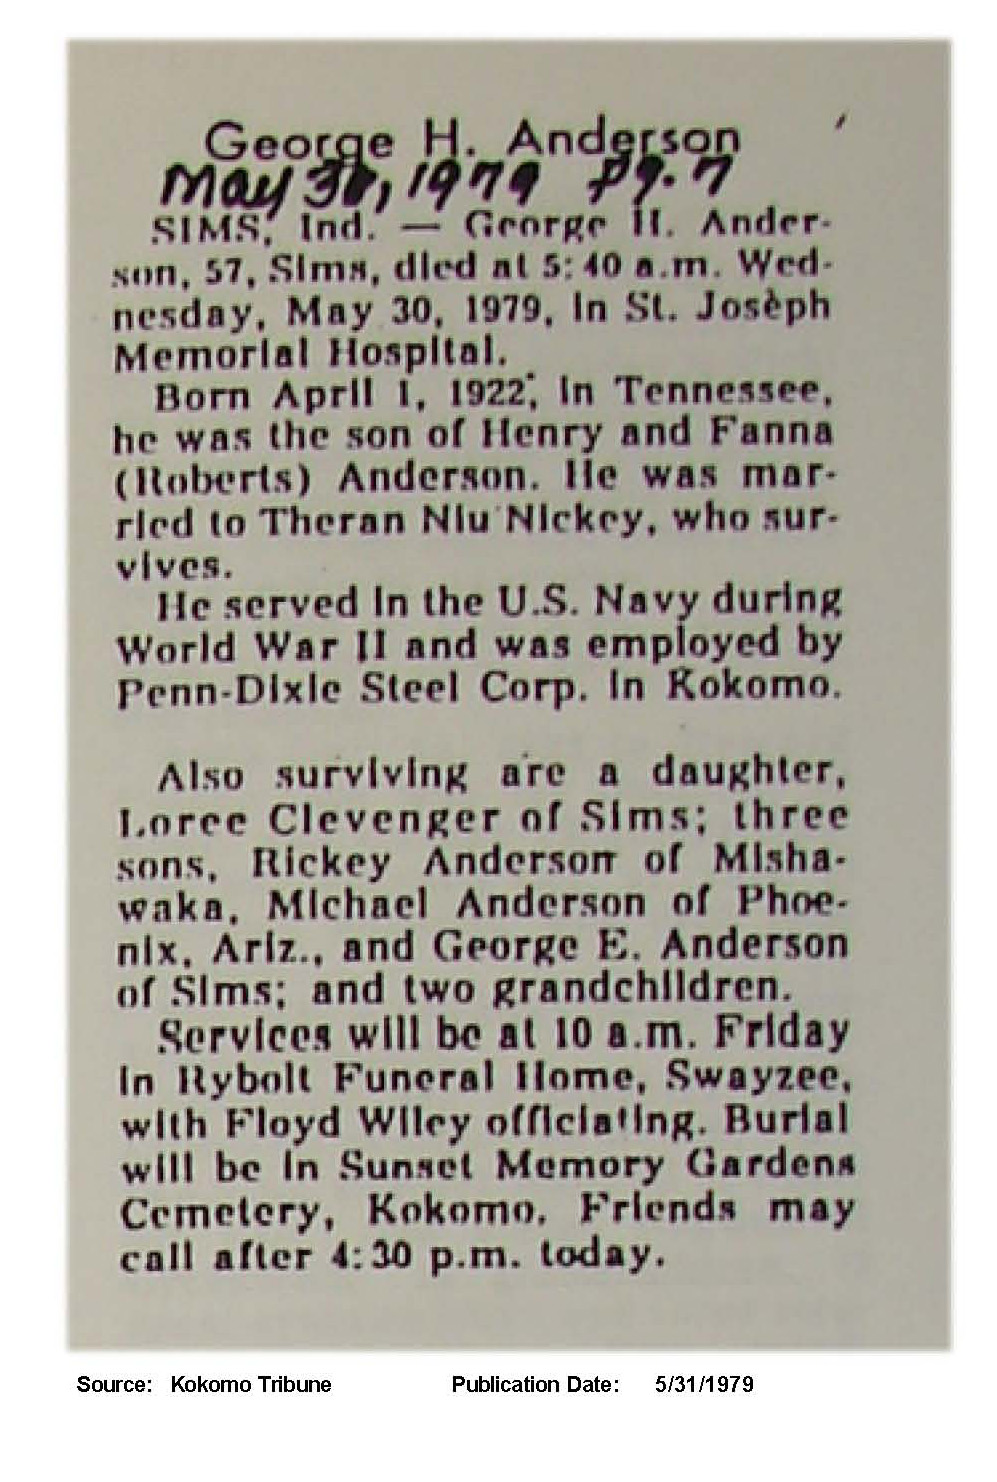 George H. Anderson
May 31, 1979 Pg. 7
SIMS, Ind. — George H. Ander-
son, 57, Sims, died at 5:40 a.m. Wed-
nesday, May 30, 1979, in St. Joseph
Memorial Hospital.
Born April 1, 1922, in Tennessee,
he was the son of Henry and Fanna
(Roberts) Anderson. He was mar-
ried to Theran Niu Nickey, who sur-
vives.
He served in the U.S. Navy during
World War II and was employed by
Penn-Dixie Steel Corp. in Kokomo.
Also surviving are a daughter,
Loree Clevenger of Sims; three
sons, Rickey Anderson of Misha-
waka, Michael Anderson of Phoe-
nix, Ariz., and George E. Anderson
of Sims; and two grandchildren.
Services will be at 10 a.m. Friday
in Rybolt Funeral Home, Swayzee,
with Floyd Wiley officiating. Burial
will be in Sunset Memory Gardens
Cemetery, Kokomo. Friends may
call after 4:30 p.m. today.
Source: Kokomo Tribune Publication Date: 5/31/1979